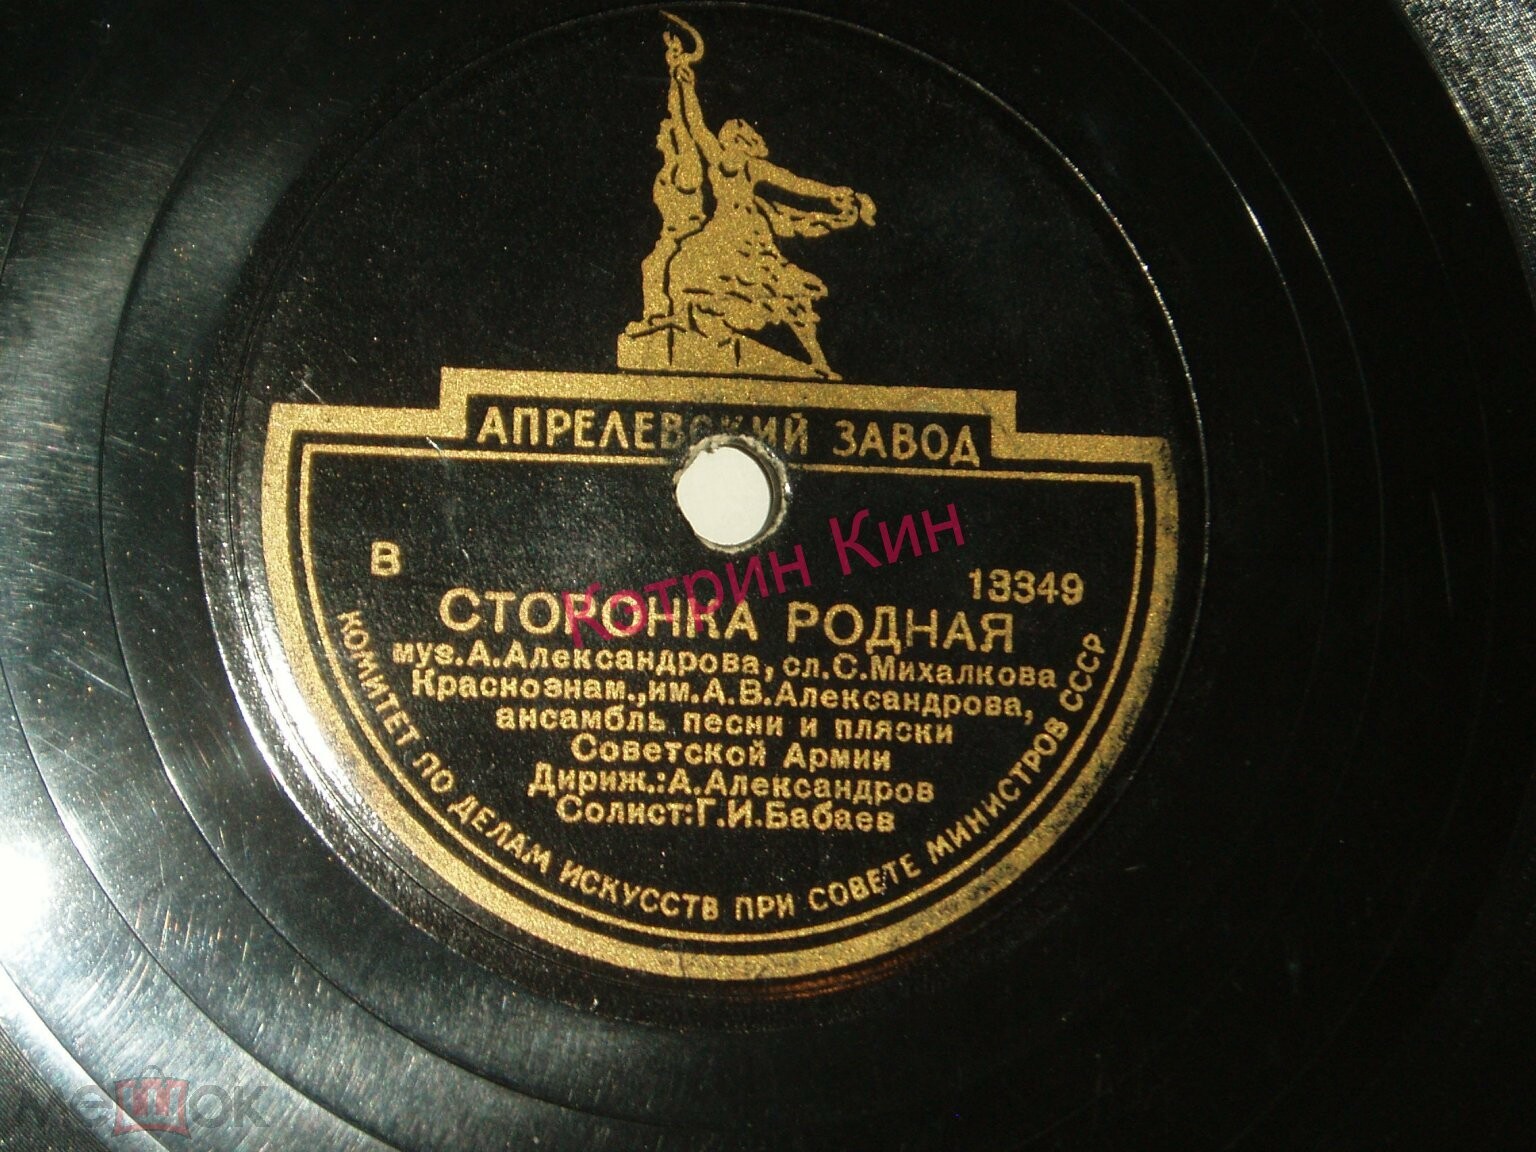 АПРЕЛЕВСКИЙ ЗАВОД
В
13349
СТОРОНКА РОДНАЯ
муз.А.Александрова, сл.С.Михалкова
Краснознам.,им.А.В.Александрова,
ансамбль песни и пляски
Советской Армии
Дириж.:А.Александров
Солист:Г.И.Бабаев
КОМИТЕТ ПО ДЕЛАМ ИСКУССТВ ПРИ СОВЕТЕ МИНИСТРОВ СССР
Котрин Кин
мешок